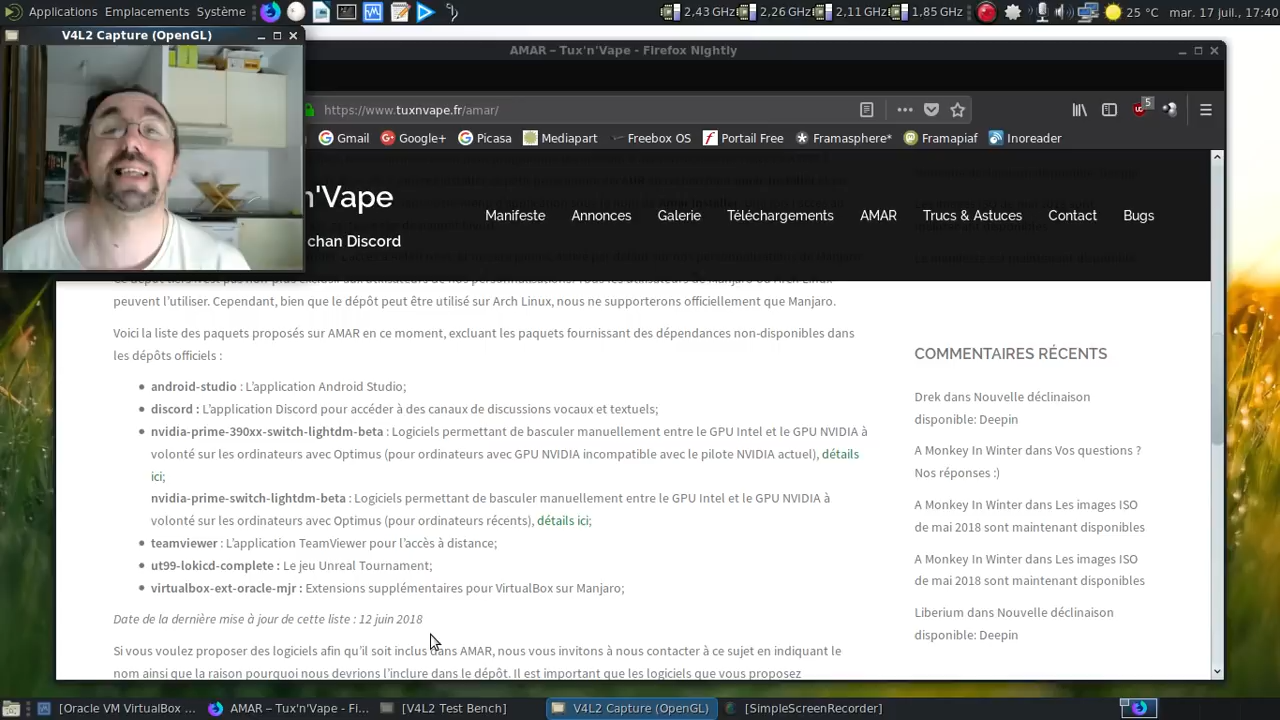 Applications Emplacements Système 2,43 GHz 2,26 GHz 2,11 GHz 1,85 GHz 25 °C mar. 17 juil., 17:40
V4L2 Capture (OpenGL)
AMAR – Tux'n'Vape - Firefox Nightly
https://www.tuxnvape.fr/amar/
5
Gmail Google+ Picasa Mediapart Freebox OS Portail Free Framasphere* Framapiaf Inoreader
n'Vape
Manifeste Annonces Galerie Téléchargements AMAR Trucs & Astuces Contact Bugs
chan Discord
peuvent l'utiliser. Cependant, bien que le dépôt peut être utilisé sur Arch Linux, nous ne supporterons officiellement que Manjaro.
Voici la liste des paquets proposés sur AMAR en ce moment, excluant les paquets fournissant des dépendances non-disponibles dans
les dépôts officiels :
android-studio : L'application Android Studio;
discord : L'application Discord pour accéder à des canaux de discussions vocaux et textuels;
nvidia-prime-390xx-switch-lightdm-beta : Logiciels permettant de basculer manuellement entre le GPU Intel et le GPU NVIDIA à
volonté sur les ordinateurs avec Optimus (pour ordinateurs avec GPU NVIDIA incompatible avec le pilote NVIDIA actuel), détails
ici;
nvidia-prime-switch-lightdm-beta : Logiciels permettant de basculer manuellement entre le GPU Intel et le GPU NVIDIA à
volonté sur les ordinateurs avec Optimus (pour ordinateurs récents), détails ici;
teamviewer : L'application TeamViewer pour l'accès à distance;
ut99-lokicd-complete : Le jeu Unreal Tournament;
virtualbox-ext-oracle-mjr : Extensions supplémentaires pour VirtualBox sur Manjaro;
Date de la dernière mise à jour de cette liste : 12 juin 2018
Si vous voulez proposer des logiciels afin qu'il soit inclus dans AMAR, nous vous invitons à nous contacter à ce sujet en indiquant le
nom ainsi que la raison pourquoi nous devrions l'inclure dans le dépôt. Il est important que les logiciels que vous proposez
COMMENTAIRES RÉCENTS
Drek dans Nouvelle déclinaison
disponible: Deepin
A Monkey In Winter dans Vos questions ?
Nos réponses :)
A Monkey In Winter dans Les images ISO
de mai 2018 sont maintenant disponibles
A Monkey In Winter dans Les images ISO
de mai 2018 sont maintenant disponibles
Liberium dans Nouvelle déclinaison
disponible: Deepin
[Oracle VM VirtualBox ... AMAR – Tux'n'Vape - Fi... [V4L2 Test Bench] V4L2 Capture (OpenGL) [SimpleScreenRecorder]